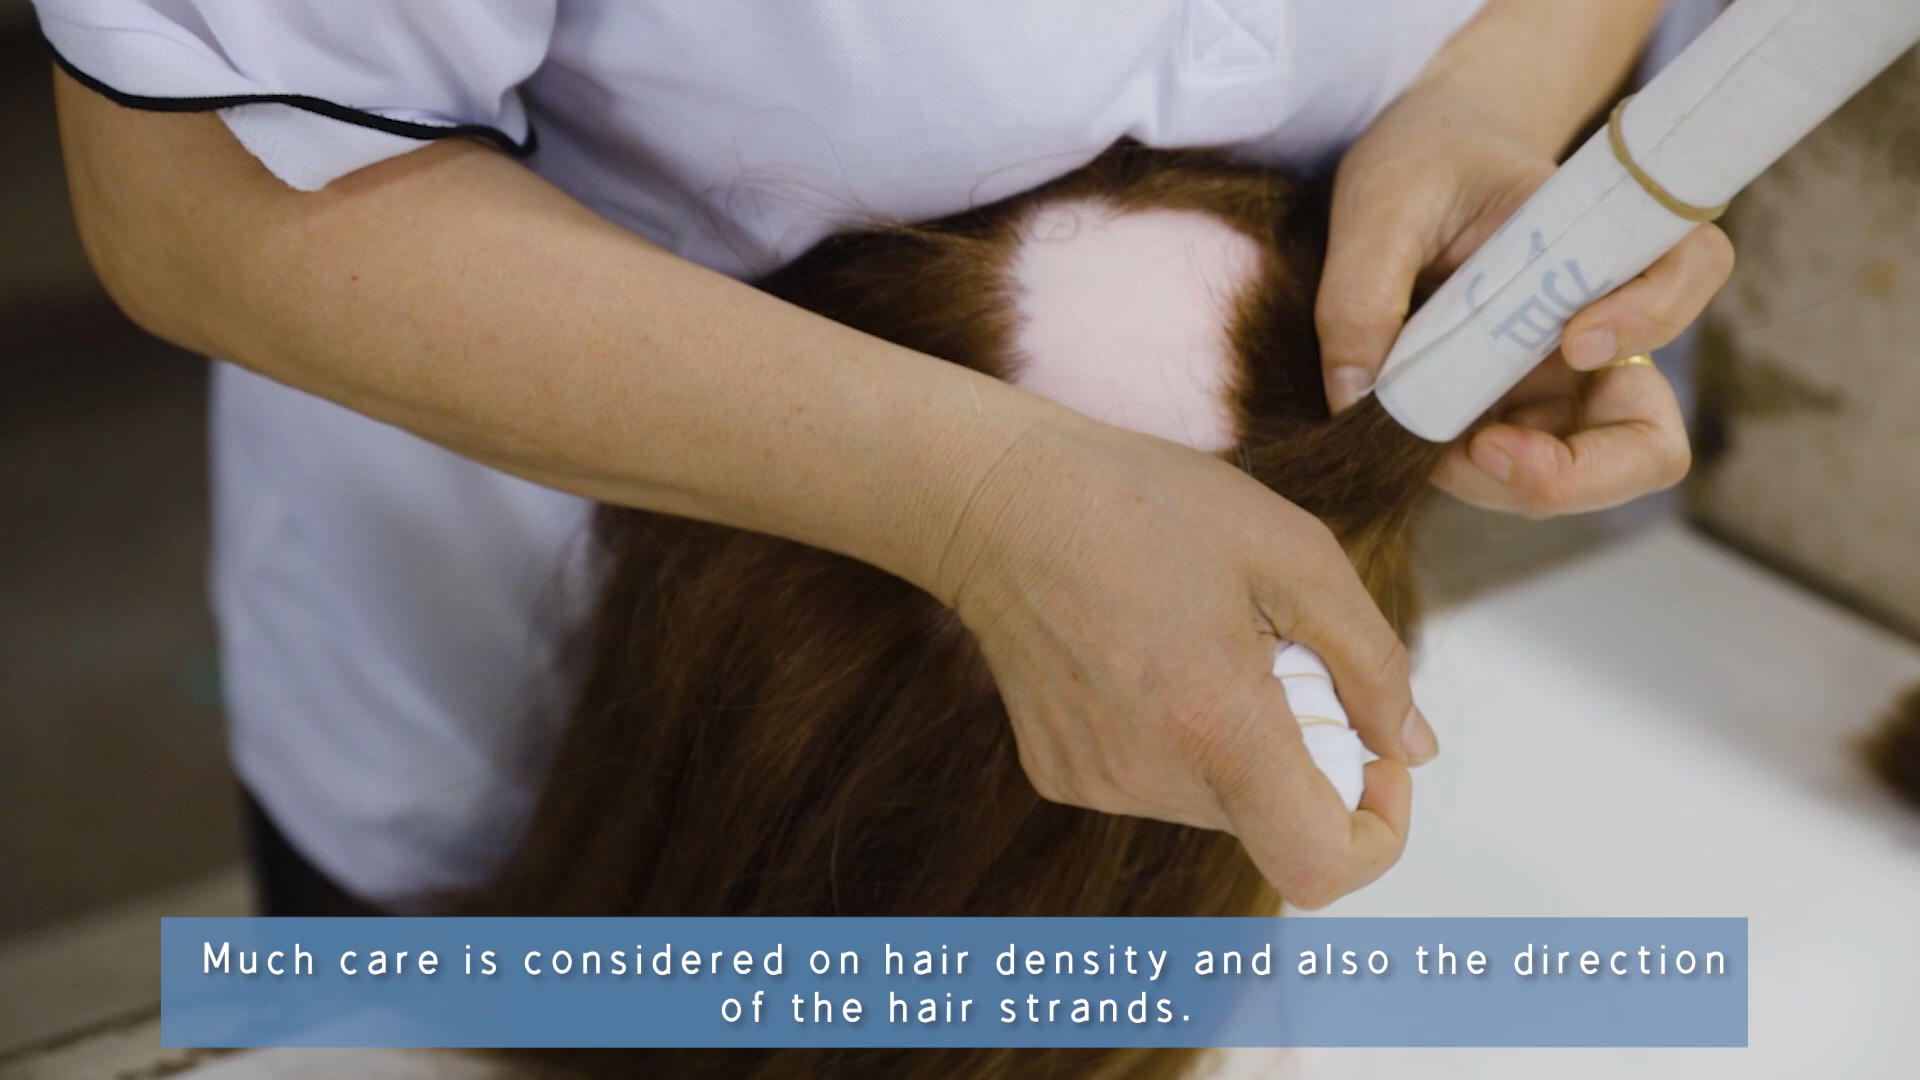 Much care is considered on hair density and also the direction
of the hair strands.